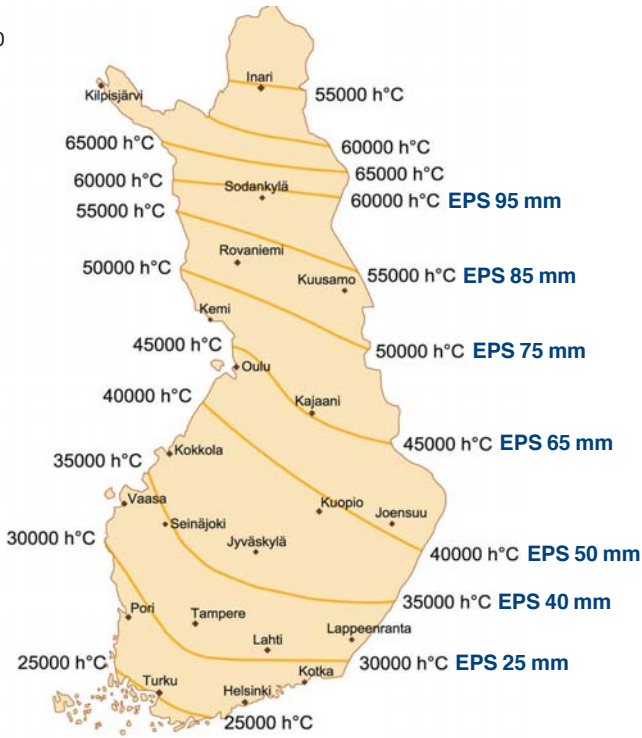 0
Inari
Kilpisjärvi
55000 h°C
65000 h°C
60000 h°C
65000 h°C
60000 h°C
Sodankylä
60000 h°C EPS 95 mm
55000 h°C
Rovaniemi
50000 h°C
Kuusamo
55000 h°C EPS 85 mm
Kemi
45000 h°C
50000 h°C EPS 75 mm
Oulu
40000 h°C
Kajaani
45000 h°C EPS 65 mm
Kokkola
35000 h°C
Vaasa
Kuopio
Joensuu
Seinäjoki
30000 h°C
Jyväskylä
40000 h°C EPS 50 mm
35000 h°C EPS 40 mm
Pori
Tampere
Lappeenranta
Lahti
25000 h°C
30000 h°C EPS 25 mm
Kotka
Turku
Helsinki
25000 h°C